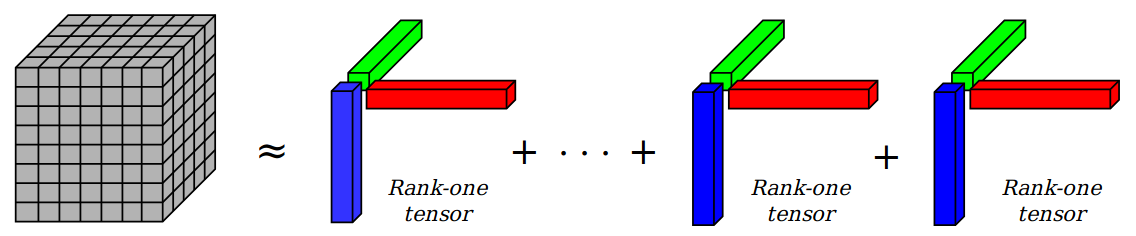 ≈ + · · · + +
Rank-one
tensor
Rank-one
tensor
Rank-one
tensor